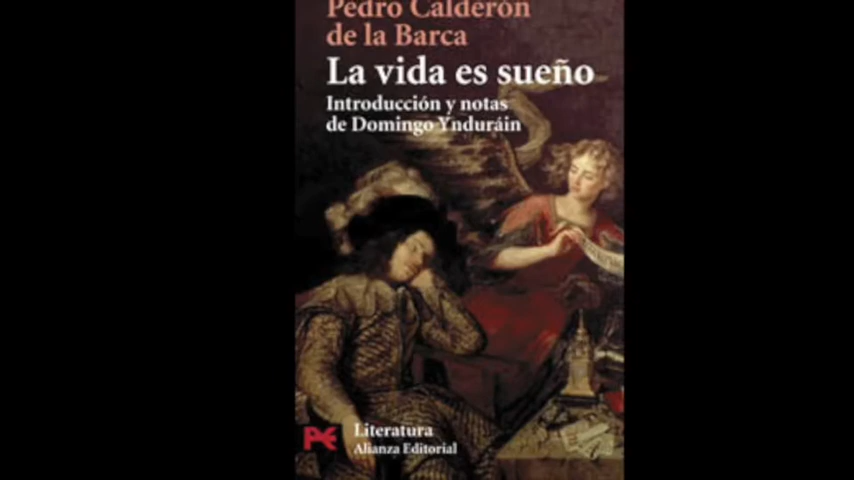 Pedro Calderón
de la Barca
La vida es sueño
Introducción y notas
de Domingo Ynduráin
Literatura
Alianza Editorial